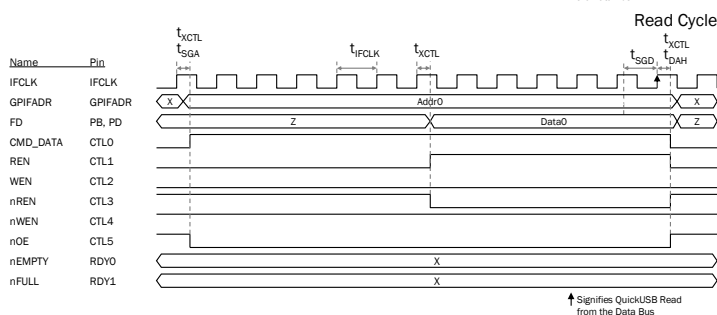 Read Cycle
tXCTL
tSGA
tIFCLK
tXCTL
tSGD
tXCTL
tDAH
Name Pin
IFCLK IFCLK
GPIFADR GPIFADR X Addr0 X
FD PB, PD Z Data0 Z
CMD_DATA CTL0
REN CTL1
WEN CTL2
nREN CTL3
nWEN CTL4
nOE CTL5
nEMPTY RDY0 X
nFULL RDY1 X
Signifies QuickUSB Read
from the Data Bus